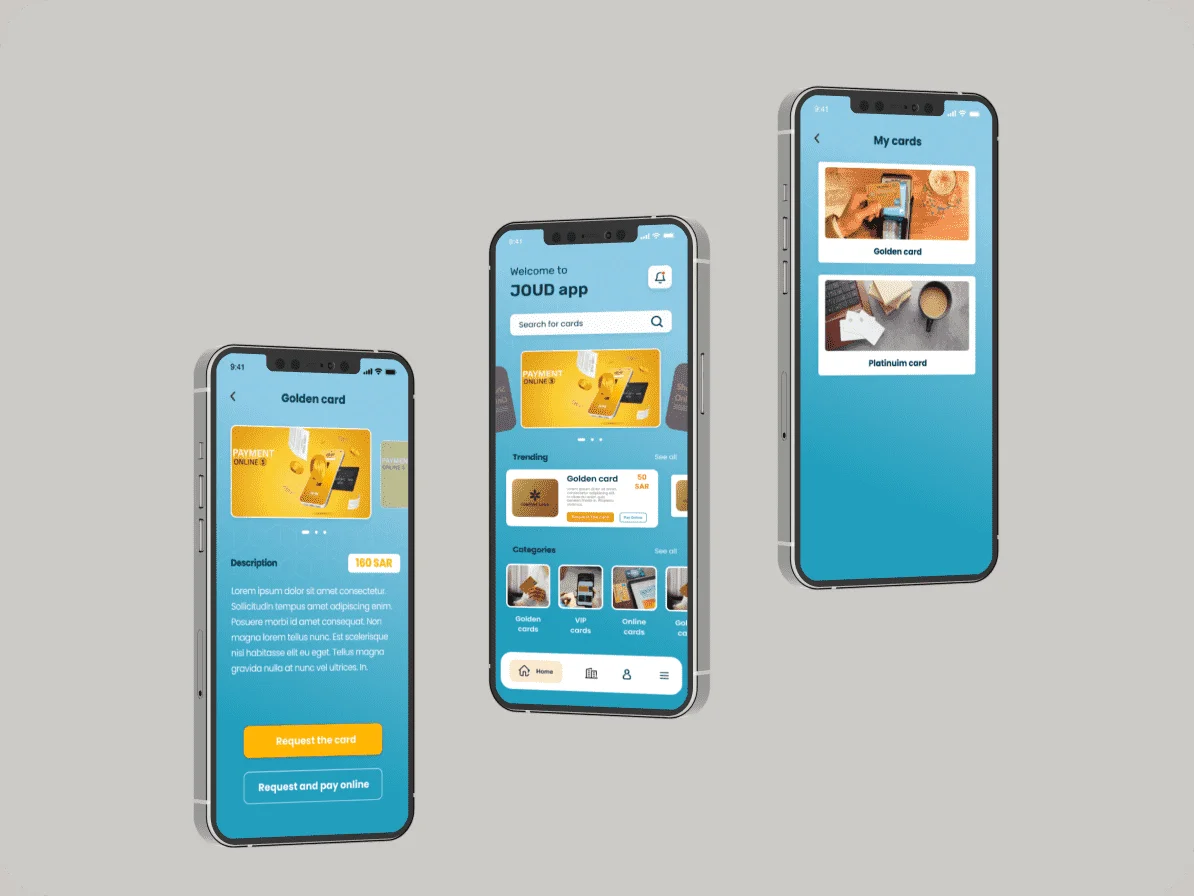 9:41
Golden card
PAYMENT
ONLINE
PAYMENT
ONLINE
Description
160 SAR
Lorem ipsum dolor sit amet consectetur.
Sollicitudin tempus amet adipiscing enim.
Posuere morbi id amet consequat. Non
magna lorem tellus nunc. Est scelerisque
nisl habitasse elit eu eget. Tellus magna
gravida nulla at nunc vel ultrices. In.
Request the card
Request and pay online
9:41
Welcome to
JOUD app
Search for cards
PAYMENT
ONLINE
Trending
See all
Golden card
50
SAR
Request the card
Pay online
Categories
See all
Golden
cards
VIP
cards
Online
cards
Home
9:41
My cards
Golden card
Platinuim card